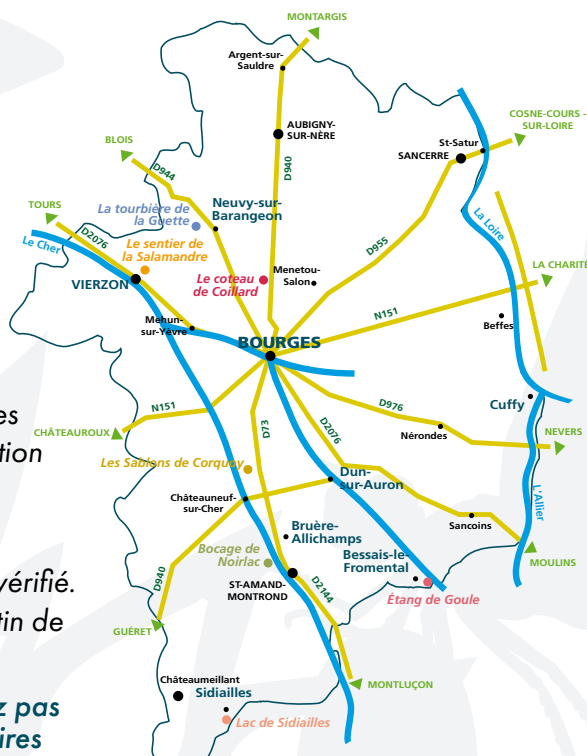 MONTARGIS
Argent-sur-
Sauldre
COSNE-COURS -
SUR-LOIRE
AUBIGNY-
SUR-NÈRE
St-Satur
SANCERRE
BLOIS
D944
D940
TOURS
La tourbière de
la Guette
Neuvy-sur-
Barangeon
D2076
Le Cher
Le sentier de
la Salamandre
D955
La Loire
VIERZON
Le coteau
de Coillard
Menetou-
Salon
LA CHARITÉ
N151
Mehun-
sur-Yèvre
Beffes
BOURGES
es
tion
N151
CHÂTEAUROUX
D73
D2076
D976
Cuffy
Nérondes
NEVERS
Les Sablons de Corquoy
Dun-
sur-Auron
Châteauneuf-
sur-Cher
L'Allier
Sancoins
Bruère-
Allichamps
Bocage de
Noirlac
Bessais-le-
Fromental
MOULINS
vérifié.
D940
ST-AMAND-
MONTROND
D2144
Étang de Goule
tin de
GUÉRET
Châteaumeillant
Sidiailles
MONTLUÇON
z pas
Lac de Sidiailles
ires